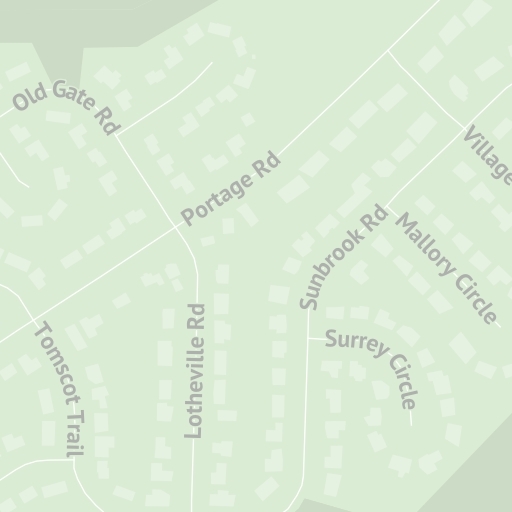 Old Gate Rd
Portage Rd
Village
Sunbrook Rd
Mallory Circle
Lotheville Rd
Tomscot Trail
Surrey Circle